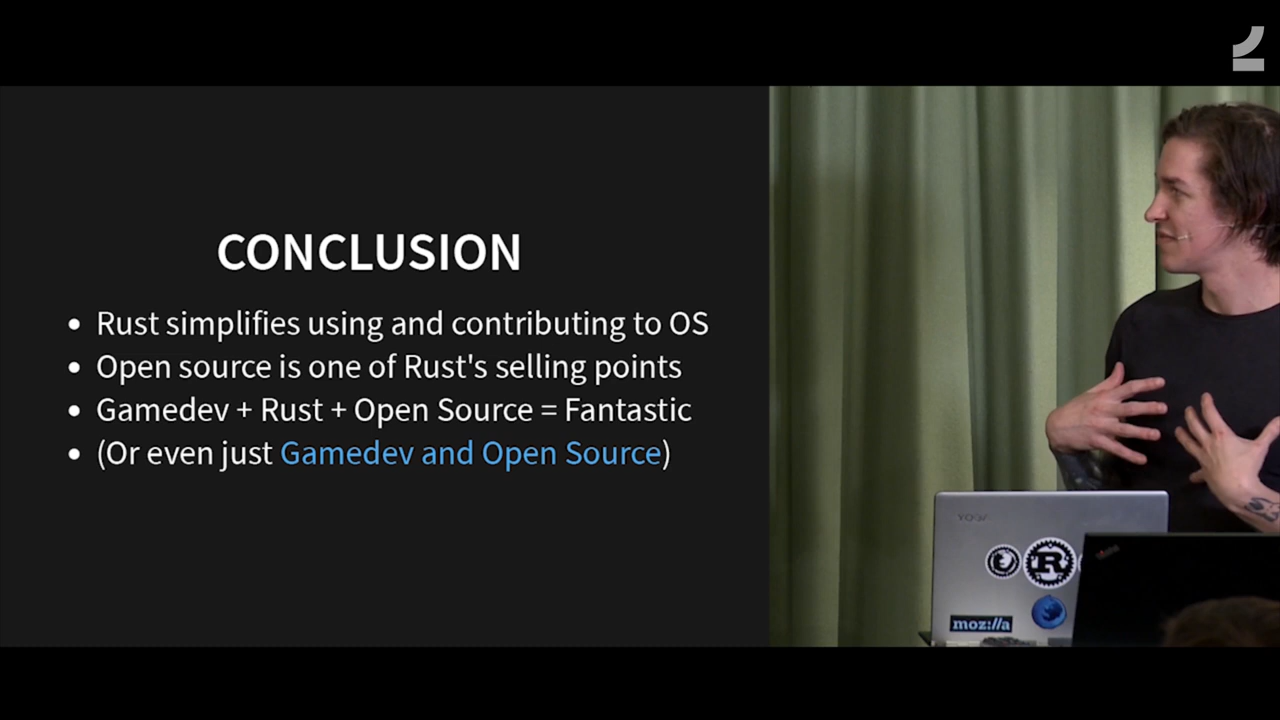 CONCLUSION
Rust simplifies using and contributing to OS
Open source is one of Rust's selling points
Gamedev + Rust + Open Source = Fantastic
(Or even just Gamedev and Open Source)
YOGA
R
moz://a